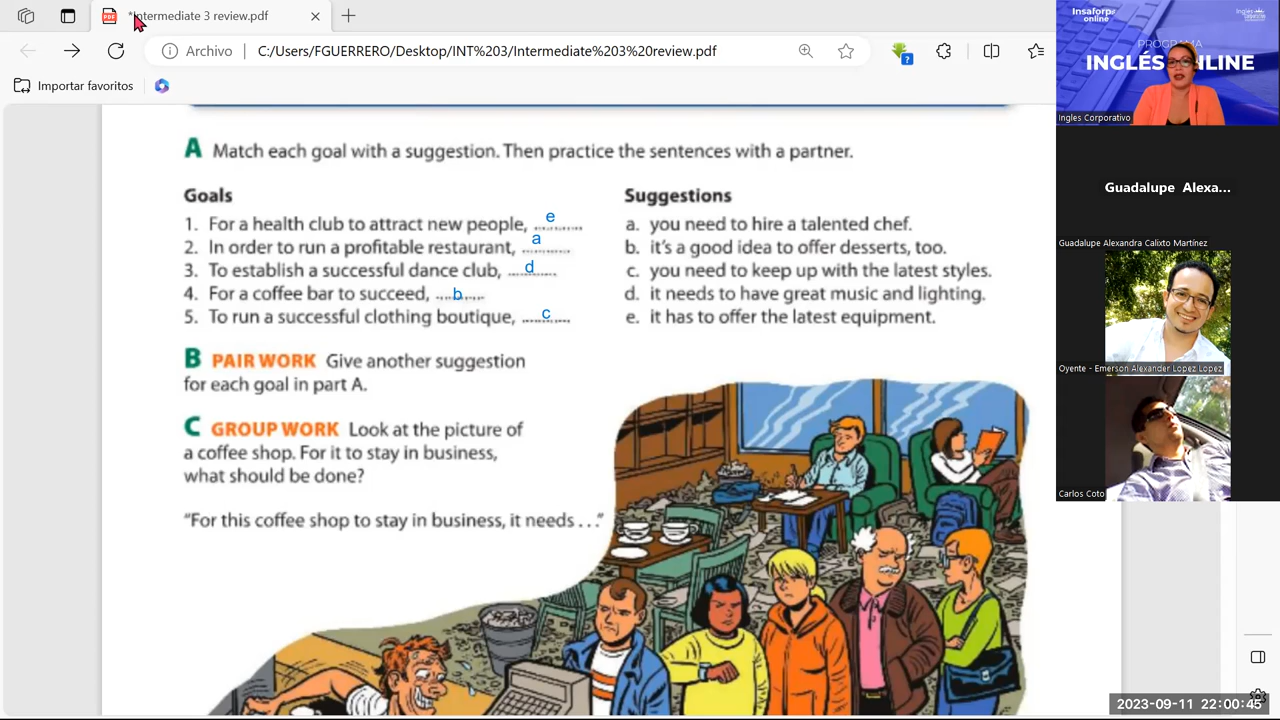 *Intermediate 3 review.pdf
Archivo
C:/Users/FGUERRERO/Desktop/INT%203/Intermediate%203%20review.pdf
Importar favoritos
A Match each goal with a suggestion. Then practice the sentences with a partner.
Goals
1. For a health club to attract new people, e
2. In order to run a profitable restaurant, a
3. To establish a successful dance club, d
4. For a coffee bar to succeed, b
5. To run a successful clothing boutique, c
Suggestions
a. you need to hire a talented chef.
b. it's a good idea to offer desserts, too.
c. you need to keep up with the latest styles.
d. it needs to have great music and lighting.
e. it has to offer the latest equipment.
B PAIR WORK Give another suggestion
for each goal in part A.
C GROUP WORK Look at the picture of
a coffee shop. For it to stay in business,
what should be done?
"For this coffee shop to stay in business, it needs . . ."
Insaforp
online
Inglés
Ingles Corporativo
Guadalupe Alexa...
Guadalupe Alexandra Calixto Martínez
Oyente - Emerson Alexander Lopez Lopez
Carlos Coto
2023-09-11 22:00:45